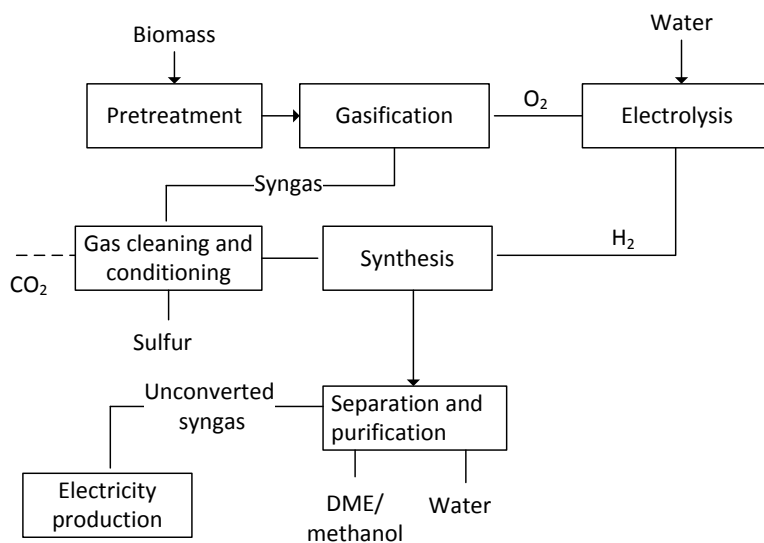 Biomass
Water
Pretreatment
Gasification
O₂
Electrolysis
Syngas
Gas cleaning and
conditioning
Synthesis
H₂
CO₂
Sulfur
Unconverted
syngas
Separation and
purification
Electricity
production
DME/
methanol
Water